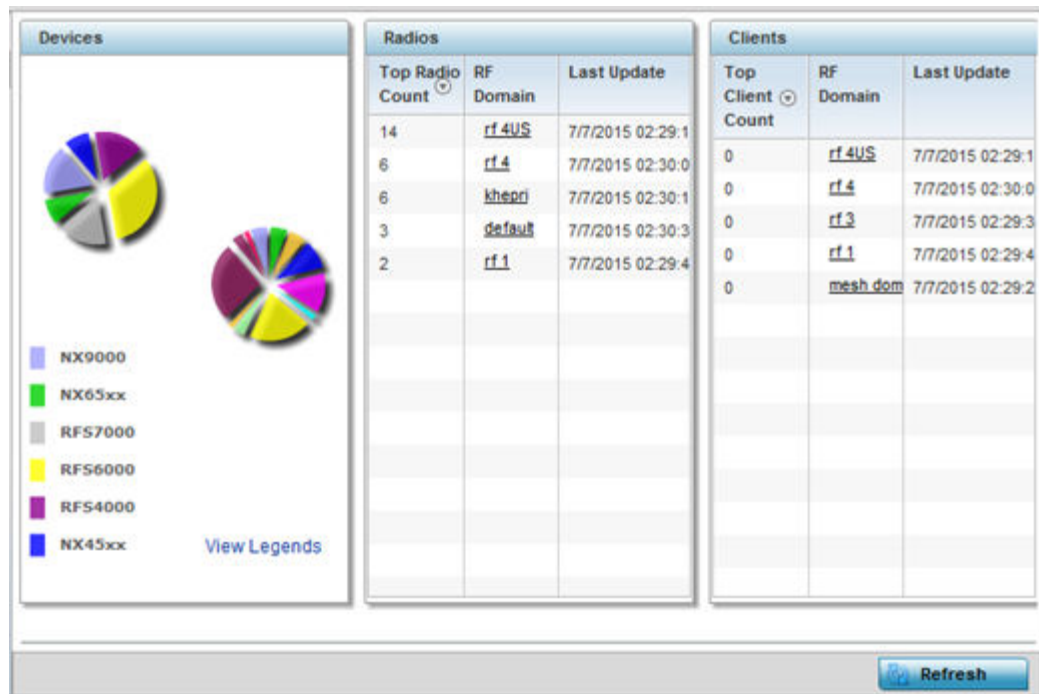 Devices
NX9000
NX65xx
RFS7000
RFS6000
RFS4000
NX45xx
View Legends
Radios
Top Radio Count RF Domain Last Update
14 rf 4US 7/7/2015 02:29:1
6 rf 4 7/7/2015 02:30:0
6 khepri 7/7/2015 02:30:1
3 default 7/7/2015 02:30:3
2 rf 1 7/7/2015 02:29:4
Clients
Top Client Count RF Domain Last Update
0 rf 4US 7/7/2015 02:29:1
0 rf 4 7/7/2015 02:30:0
0 rf 3 7/7/2015 02:29:3
0 rf 1 7/7/2015 02:29:4
0 mesh dom 7/7/2015 02:29:2
Refresh